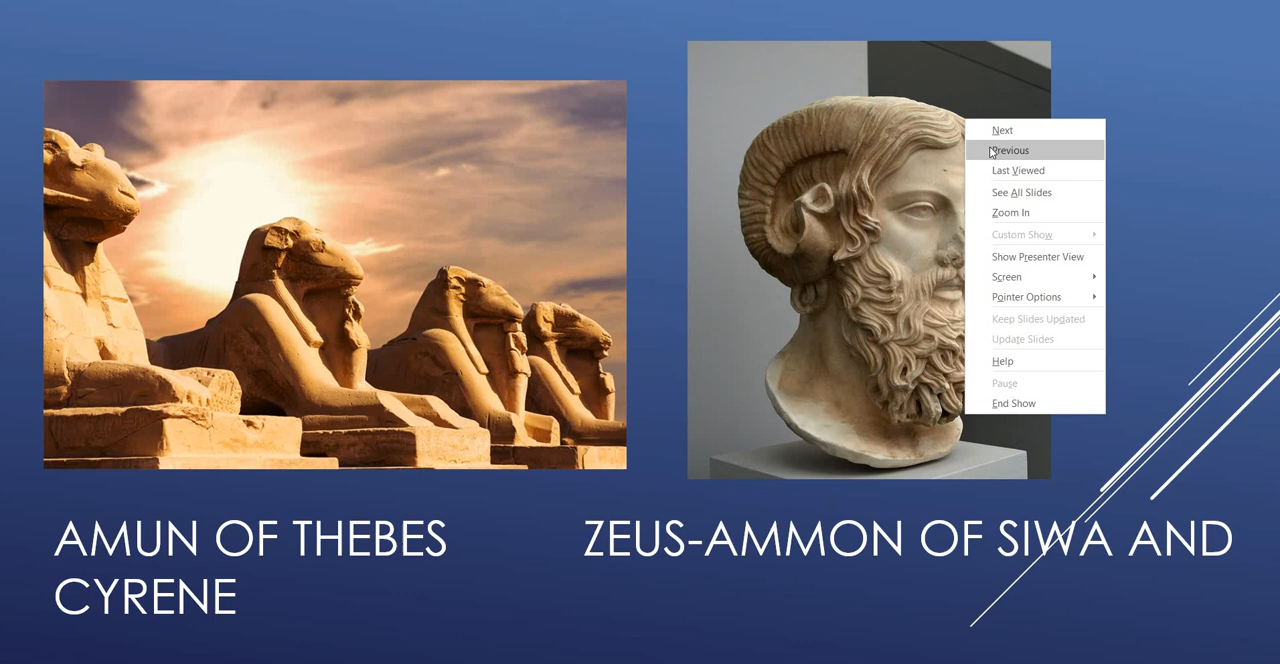 Next
Previous
Last Viewed
See All Slides
Zoom In
Custom Show
Show Presenter View
Screen
Pointer Options
Keep Slides Updated
Update Slides
Help
Pause
End Show
AMUN OF THEBES ZEUS-AMMON OF SIWA AND
CYRENE